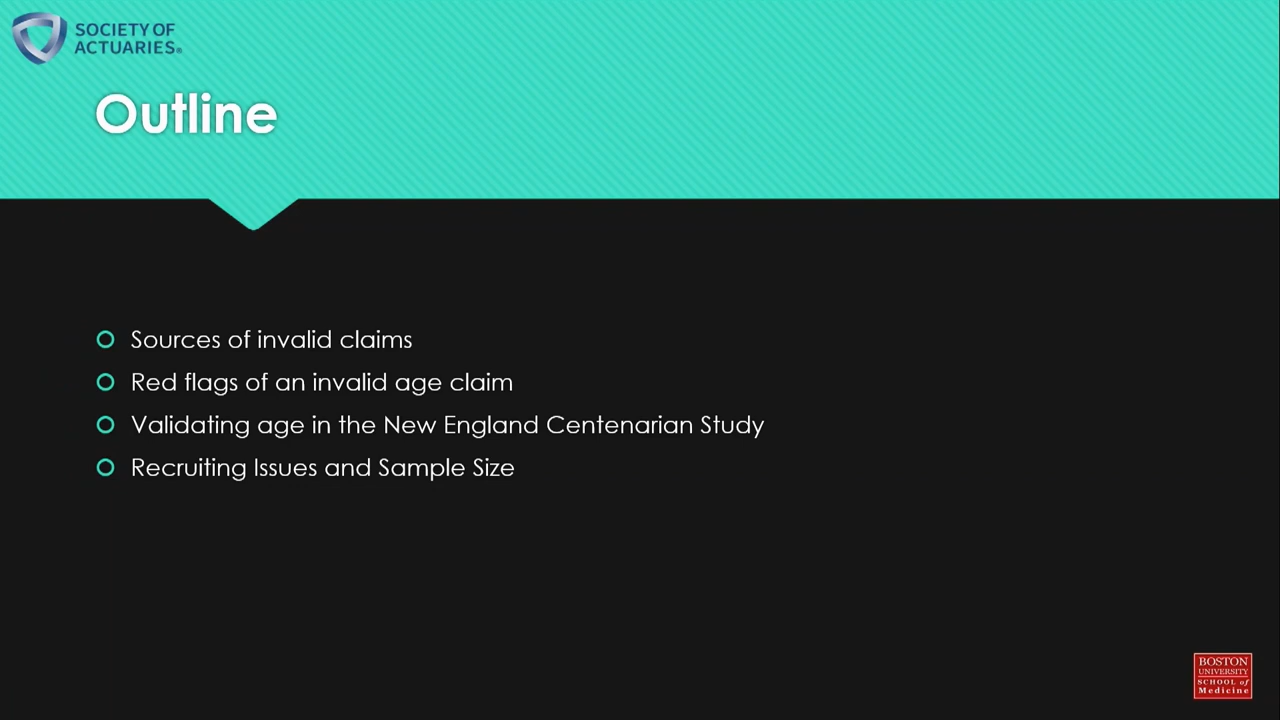 SOCIETY OF
ACTUARIES®
Outline
Sources of invalid claims
Red flags of an invalid age claim
Validating age in the New England Centenarian Study
Recruiting Issues and Sample Size
BOSTON
UNIVERSITY
SCHOOL of
Medicine